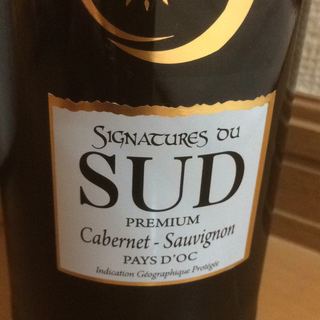 SIGNATURES DU
SUD
PREMIUM
Cabernet - Sauvignon
PAYS D'OC
Indication Géographique Protégée